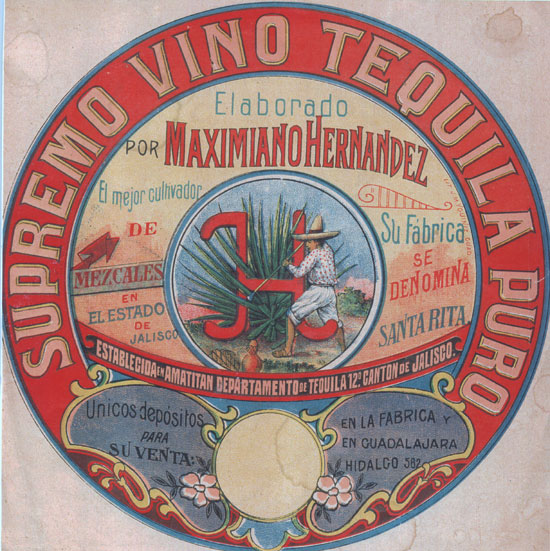 SUPREMO VINO TEQUILA PURO
Elaborado
POR MAXIMIANO HERNANDEZ
El mejor cultivador
DE
MEZCALES
EN
EL ESTADO
DE
JALISCO
Su Fábrica
SE
DENOMINA
SANTA RITA.
H
ESTABLECIDA EN AMATITAN DEPARTAMENTO DE TEQUILA 12º CANTON DE JALISCO.
Unicos depósitos
PARA
SU VENTA:
EN LA FABRICA Y
EN GUADALAJARA
HIDALGO 582